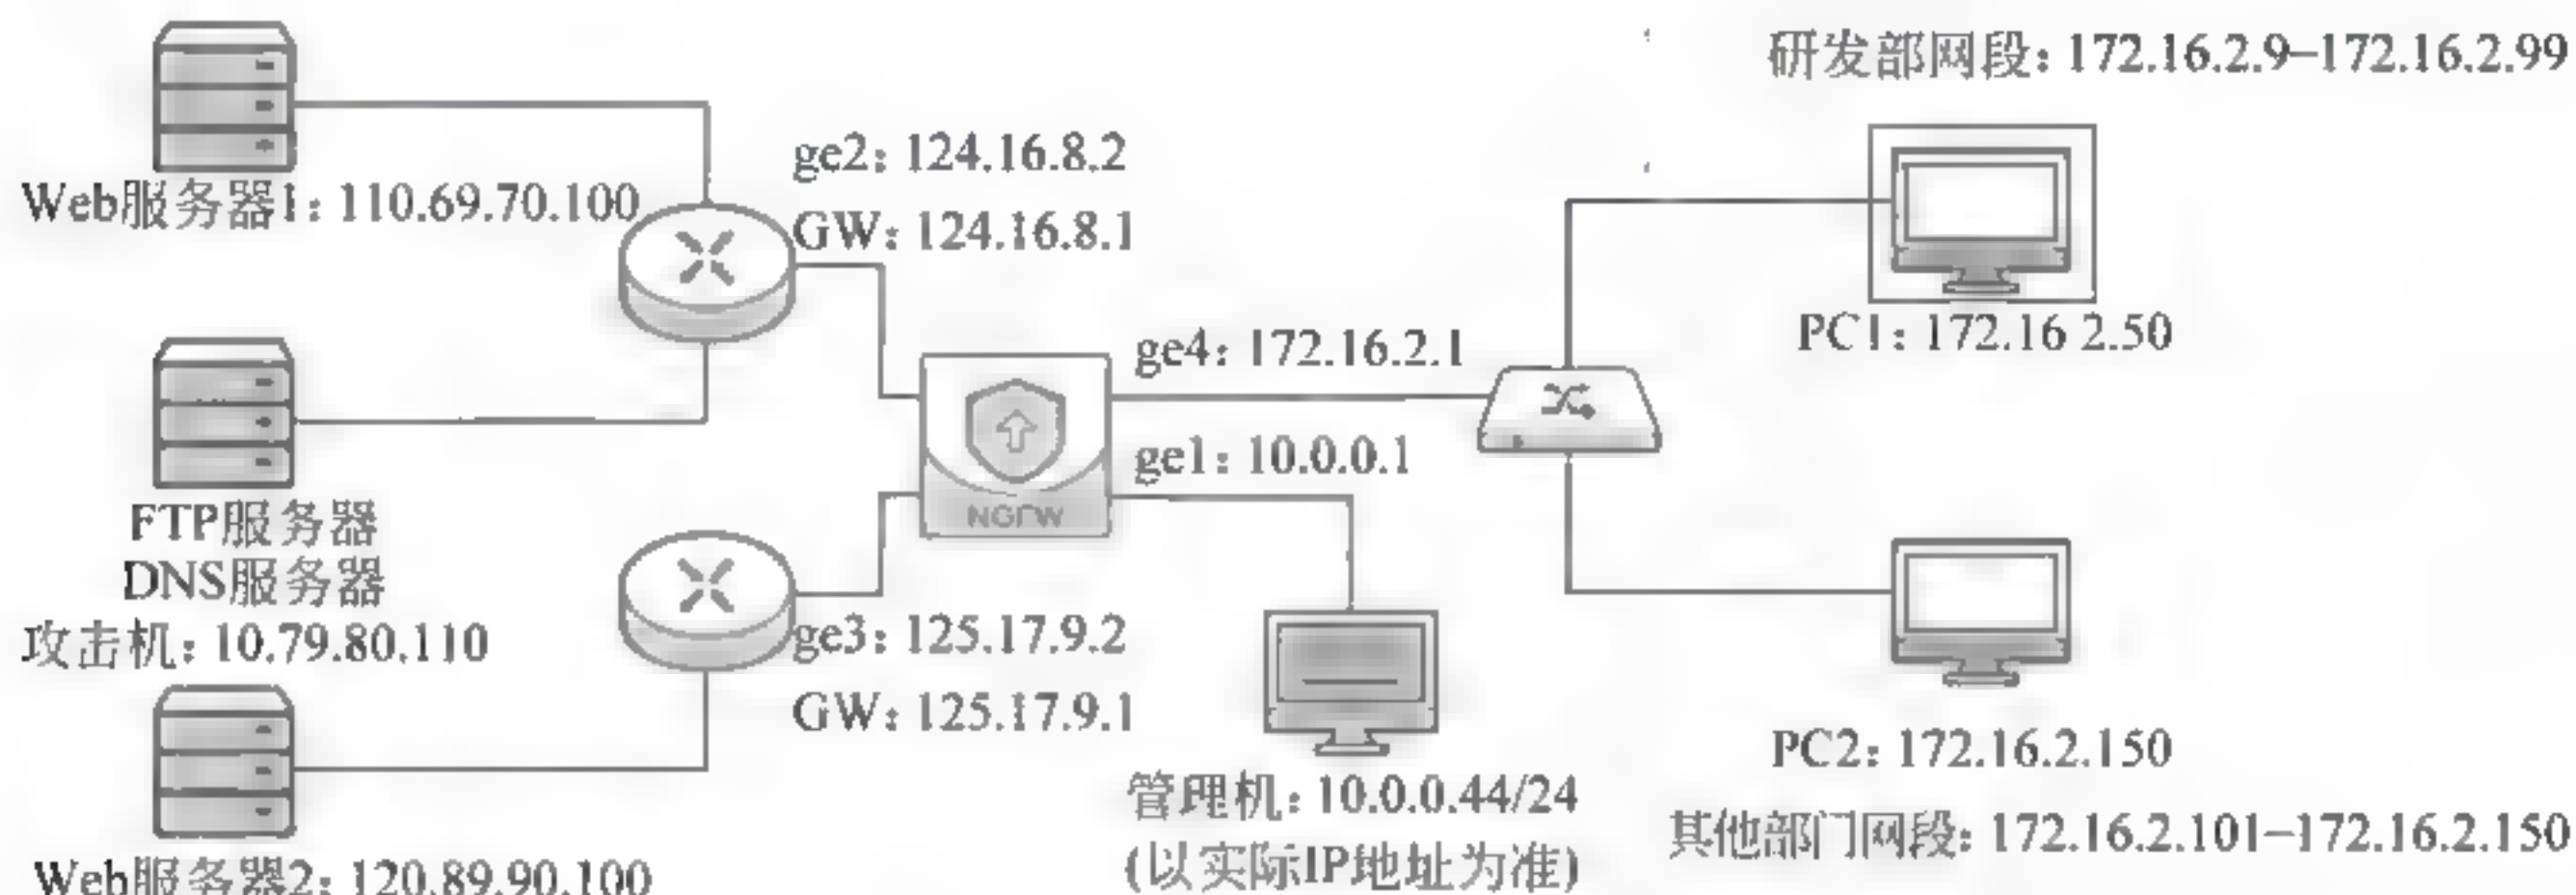 研发部网段：172.16.2.9–172.16.2.99
ge2：124.16.8.2
Web服务器1：110.69.70.100
GW：124.16.8.1
PC1：172.16 2.50
ge4：172.16.2.1
ge1：10.0.0.1
NGFW
FTP服务器
DNS服务器
攻击机：10.79.80.110
ge3：125.17.9.2
GW：125.17.9.1
PC2：172.16.2.150
管理机：10.0.0.44/24
(以实际IP地址为准)
其他部门网段：172.16.2.101–172.16.2.150
Web服务器2：120.89.90.100